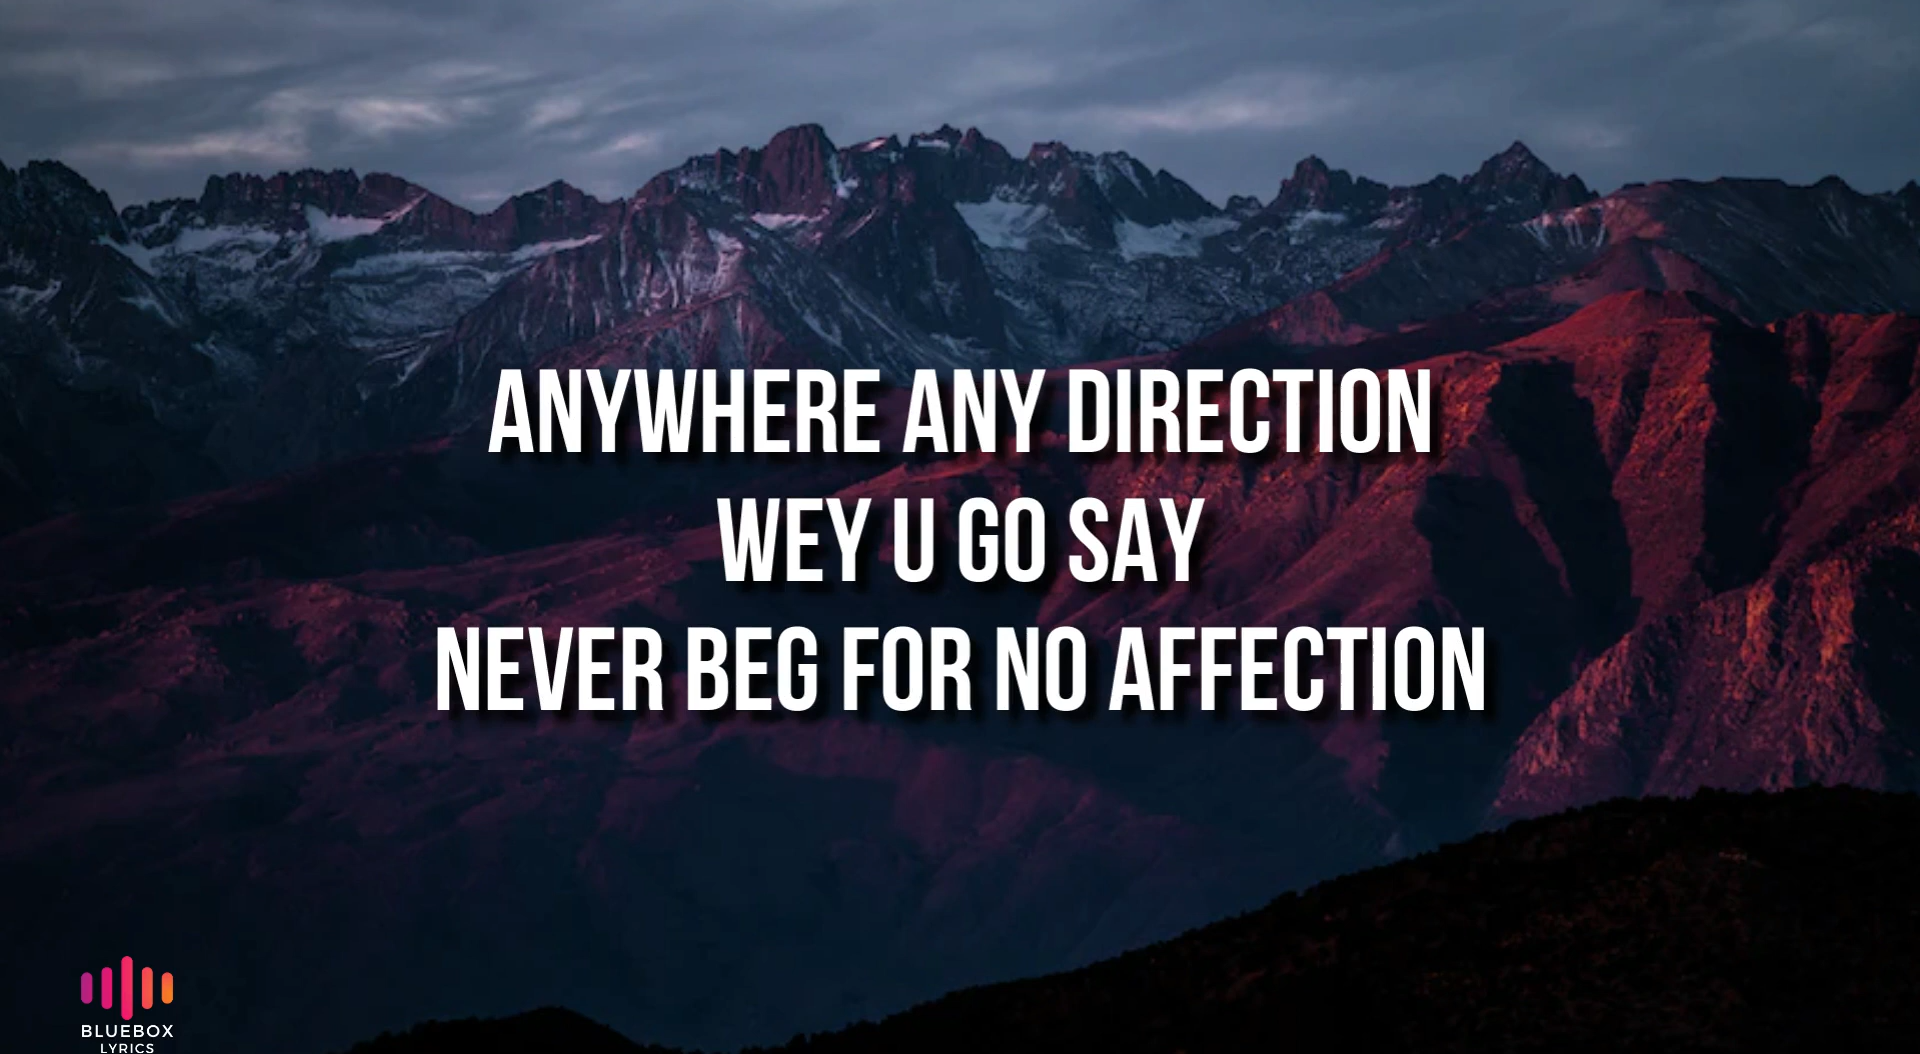 ANYWHERE ANY DIRECTION
WEY U GO SAY
NEVER BEG FOR NO AFFECTION
BLUEBOX
LYRICS